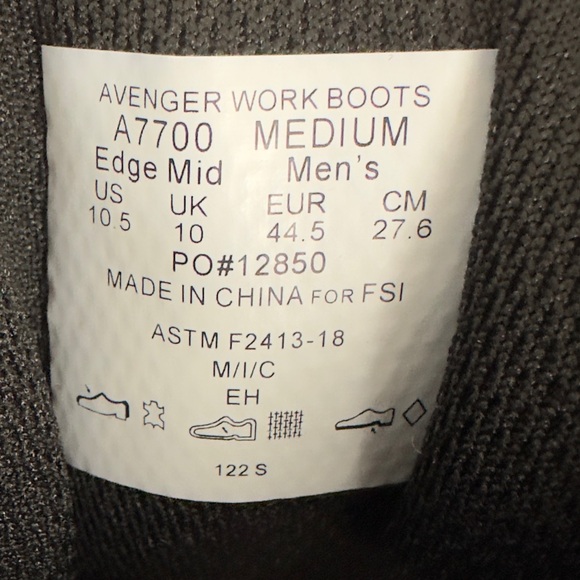 AVENGER WORK BOOTS
A7700 MEDIUM
Edge Mid Men's
US UK EUR CM
10.5 10 44.5 27.6
PO#12850
MADE IN CHINA FOR FSI
ASTM F2413-18
M/I/C
EH
122 S